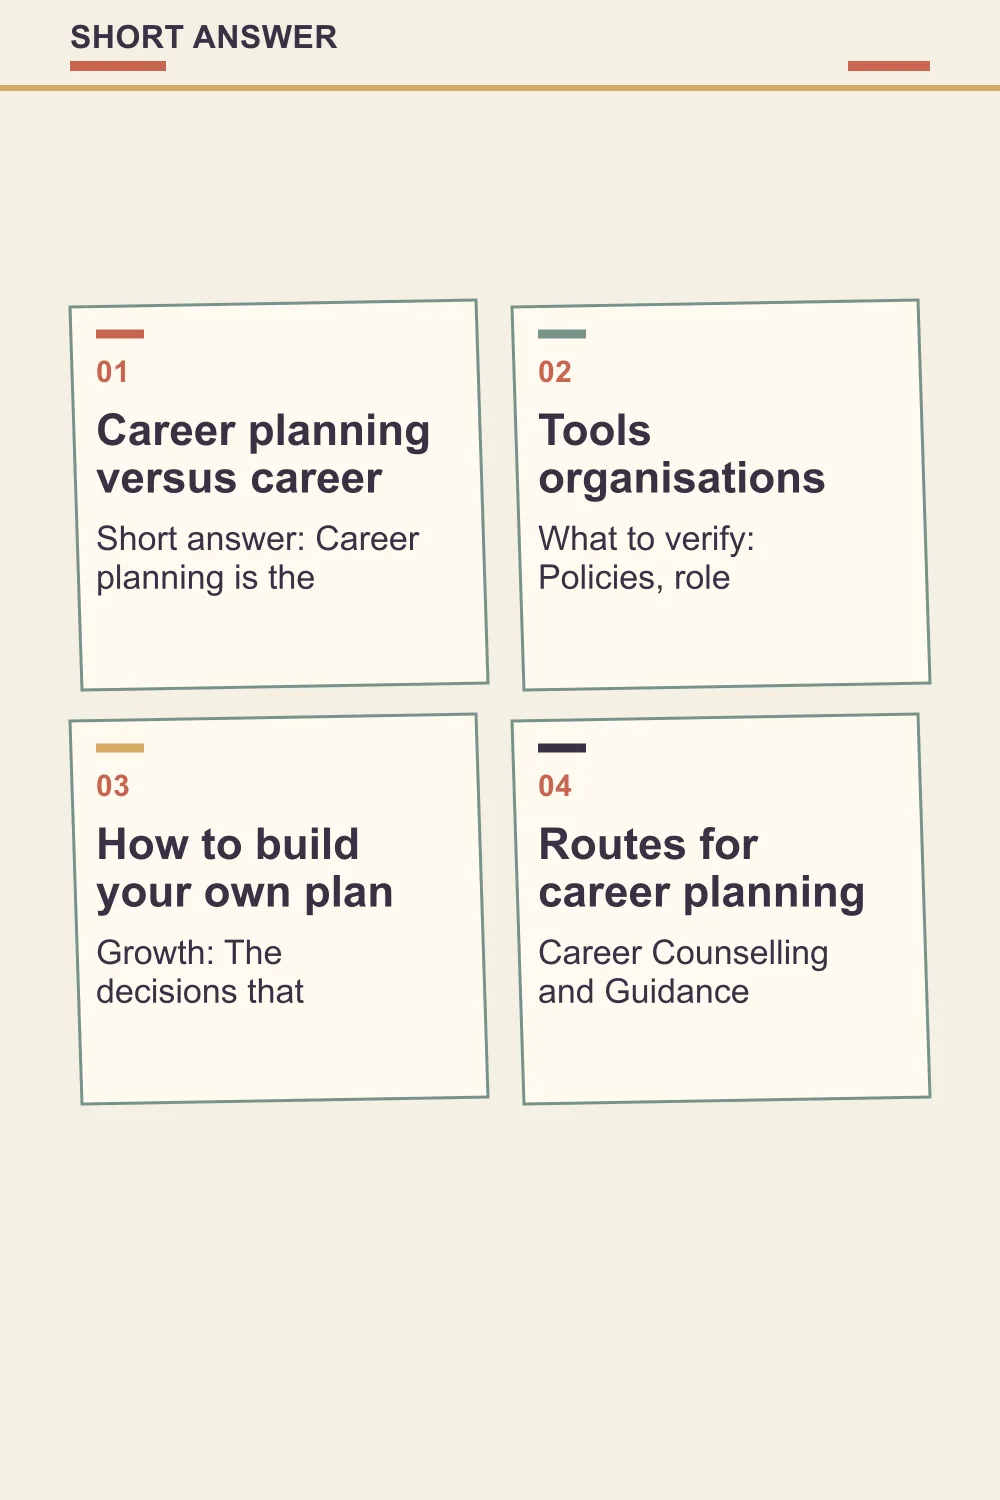 SHORT ANSWER
01
Career planning
versus career
Short answer: Career
planning is the
02
Tools
organisations
What to verify:
Policies, role
03
How to build
your own plan
Growth: The
decisions that
04
Routes for
career planning
Career Counselling
and Guidance